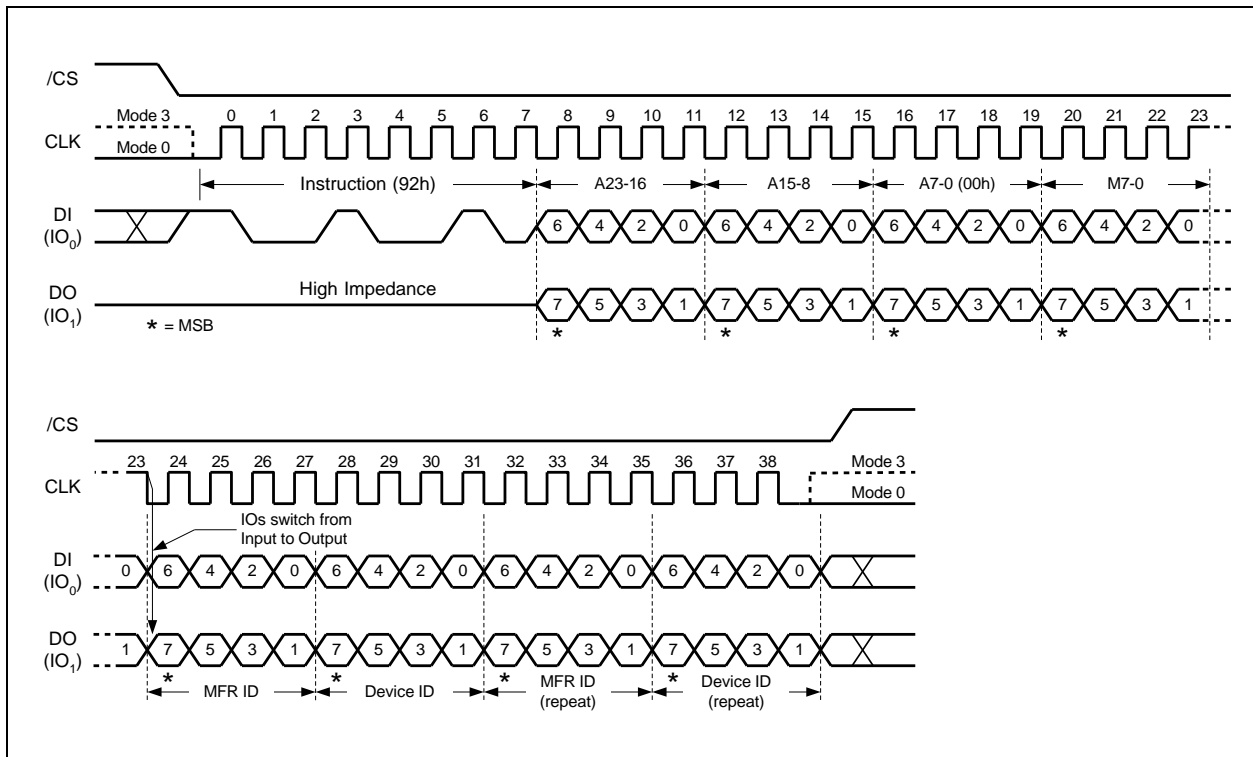 /CS
Mode 3 0 1 2 3 4 5 6 7 8 9 10 11 12 13 14 15 16 17 18 19 20 21 22 23
CLK
Mode 0
Instruction (92h) A23-16 A15-8 A7-0 (00h) M7-0
DI
(IO0)
6 4 2 0 6 4 2 0 6 4 2 0 6 4 2 0
High Impedance
DO
(IO1)
7 5 3 1 7 5 3 1 7 5 3 1 7 5 3 1
* = MSB
* * * *
/CS
23 24 25 26 27 28 29 30 31 32 33 34 35 36 37 38 Mode 3
CLK
Mode 0
IOs switch from
Input to Output
DI
(IO0)
0 6 4 2 0 6 4 2 0 6 4 2 0 6 4 2 0
DO
(IO1)
1 7 5 3 1 7 5 3 1 7 5 3 1 7 5 3 1
* * * *
MFR ID Device ID MFR ID
(repeat)
Device ID
(repeat)